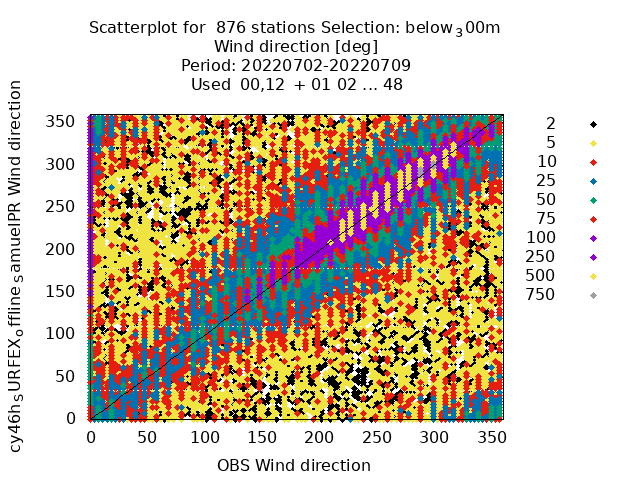 Scatterplot for 876 stations Selection: below300m
Wind direction [deg]
Period: 20220702-20220709
Used 00,12 + 01 02 ... 48
cy46hsURFEXoffline samuelPR Wind direction
350
300
250
200
150
100
50
0
0 50 100 150 200 250 300 350
OBS Wind direction
2
5
10
25
50
75
100
250
500
750